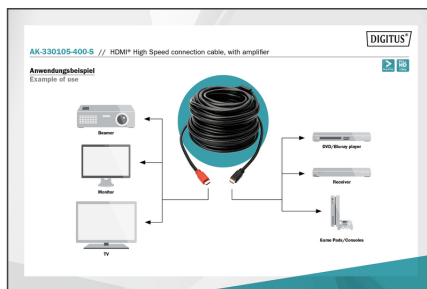 DIGITUS®
AK-330105-400-S // HDMI® High Speed connection cable, with amplifier
Anwendungsbeispiel
Example of use
Beamer
Monitor
TV
DVD/Bluray player
Receiver
Game Pads/Consoles